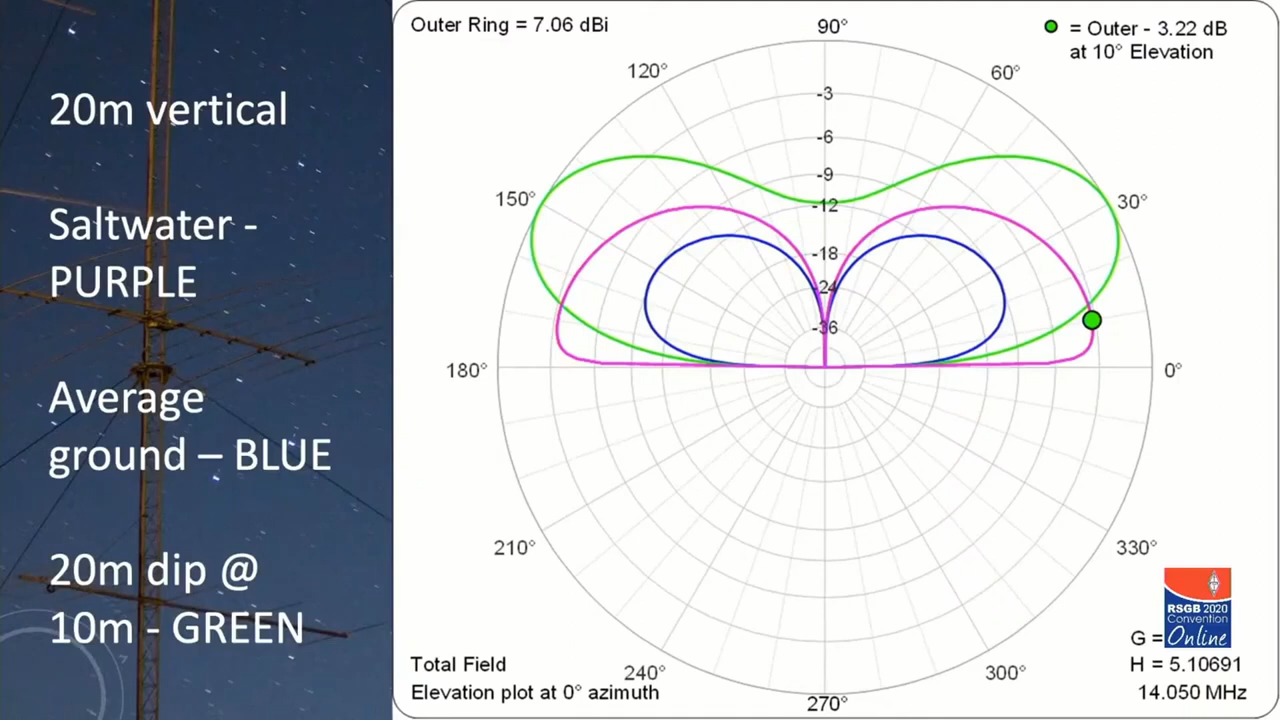 20m vertical
Saltwater -
PURPLE
Average
ground – BLUE
20m dip @
10m - GREEN
Outer Ring = 7.06 dBi
= Outer - 3.22 dB
at 10° Elevation
90°
120°
60°
150°
30°
180°
0°
210°
330°
240°
300°
270°
-3
-6
-9
-12
-18
-24
-36
Total Field
Elevation plot at 0° azimuth
RSGB 2020
Convention
Online
G =
H = 5.10691
14.050 MHz